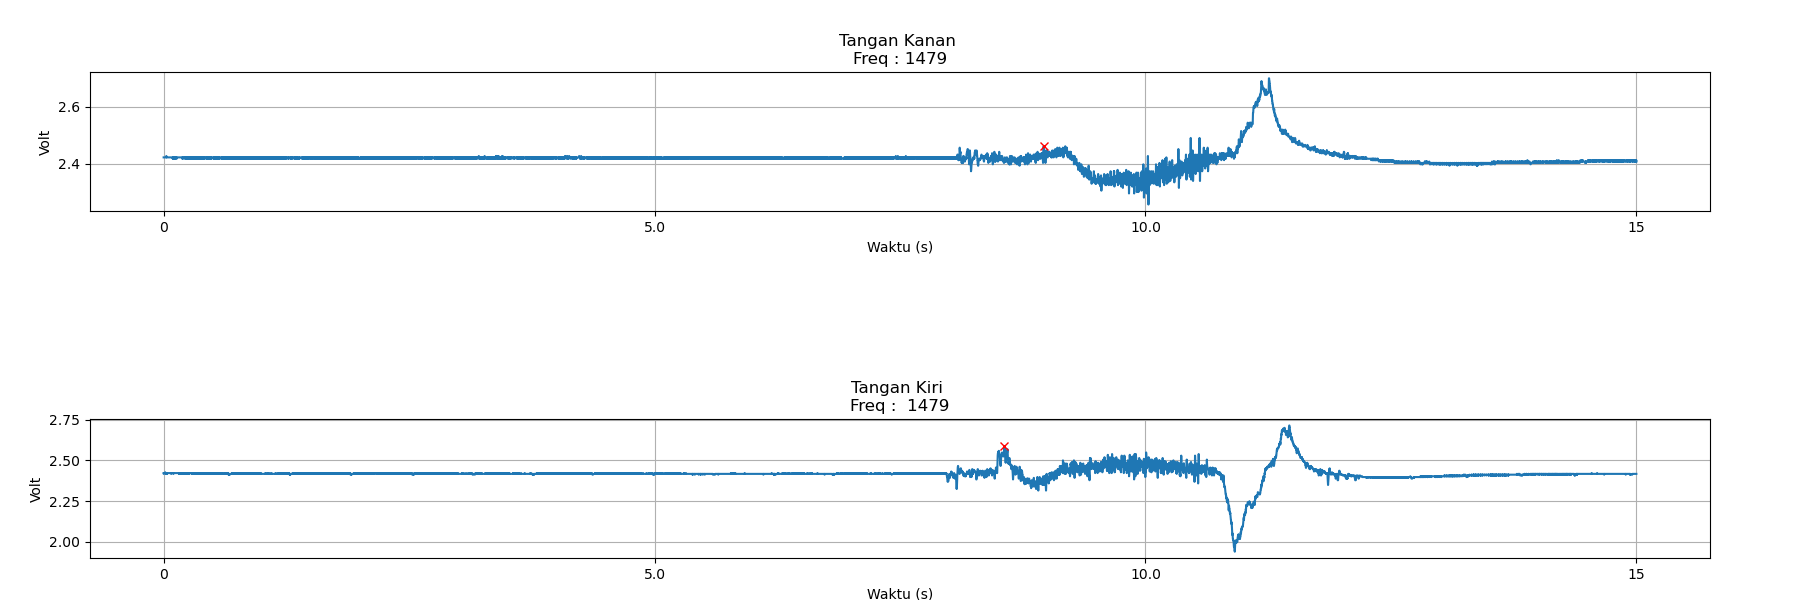 Tangan Kanan
Freq : 1479
2.6
Volt
2.4
0 5.0 10.0 15
Waktu (s)
Tangan Kiri
Freq :  1479
2.75
2.50
Volt
2.25
2.00
0 5.0 10.0 15
Waktu (s)